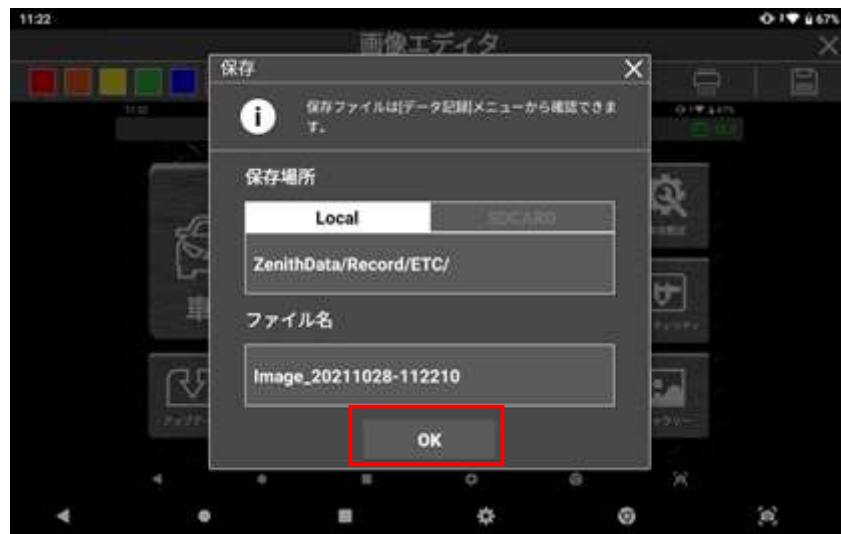 11:22
67%
画像エディタ
保存
保存ファイルは[データ記録]メニューから確認できま
す。
保存場所
Local
SDCARD
ZenithData/Record/ETC/
ファイル名
Image_20211028-112210
OK